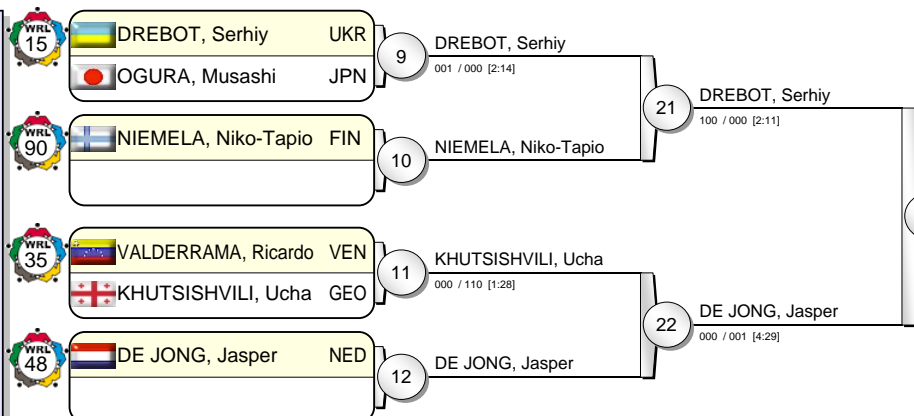 WRL
15
DREBOT, Serhiy UKR
OGURA, Musashi JPN
9
DREBOT, Serhiy
001 / 000 [2:14]
21
DREBOT, Serhiy
100 / 000 [2:11]
WRL
90
NIEMELA, Niko-Tapio FIN
10
NIEMELA, Niko-Tapio
WRL
35
VALDERRAMA, Ricardo VEN
KHUTSISHVILI, Ucha GEO
11
KHUTSISHVILI, Ucha
000 / 110 [1:28]
22
DE JONG, Jasper
000 / 001 [4:29]
WRL
48
DE JONG, Jasper NED
12
DE JONG, Jasper